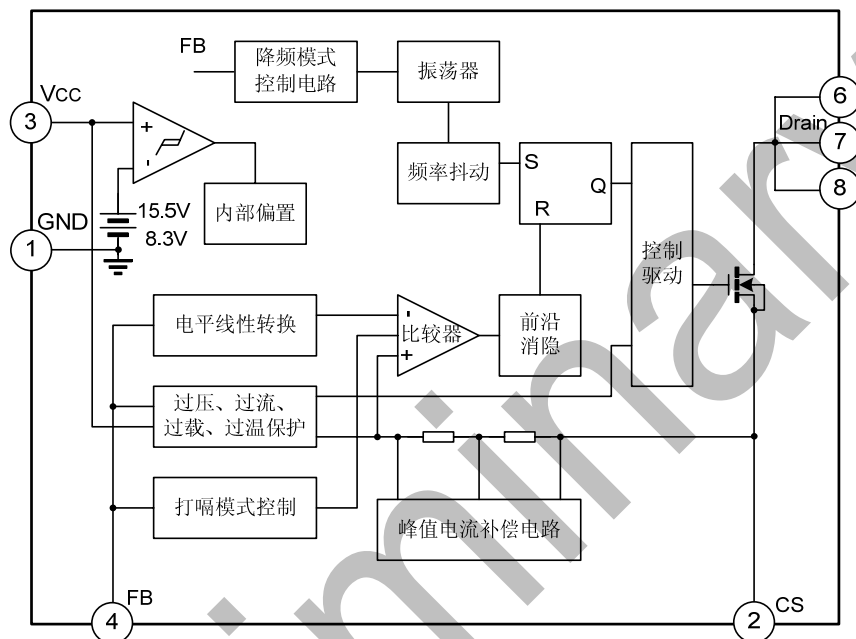 FB
降频模式
控制电路
振荡器
VCC
3
+
-
6
Drain
7
8
频率抖动
S
Q
R
内部偏置
15.5V
8.3V
GND
1
控制
驱动
电平线性转换
-
比较器
+
前沿
消隐
过压、过流、
过载、过温保护
打嗝模式控制
峰值电流补偿电路
4
FB
2
CS
iminary